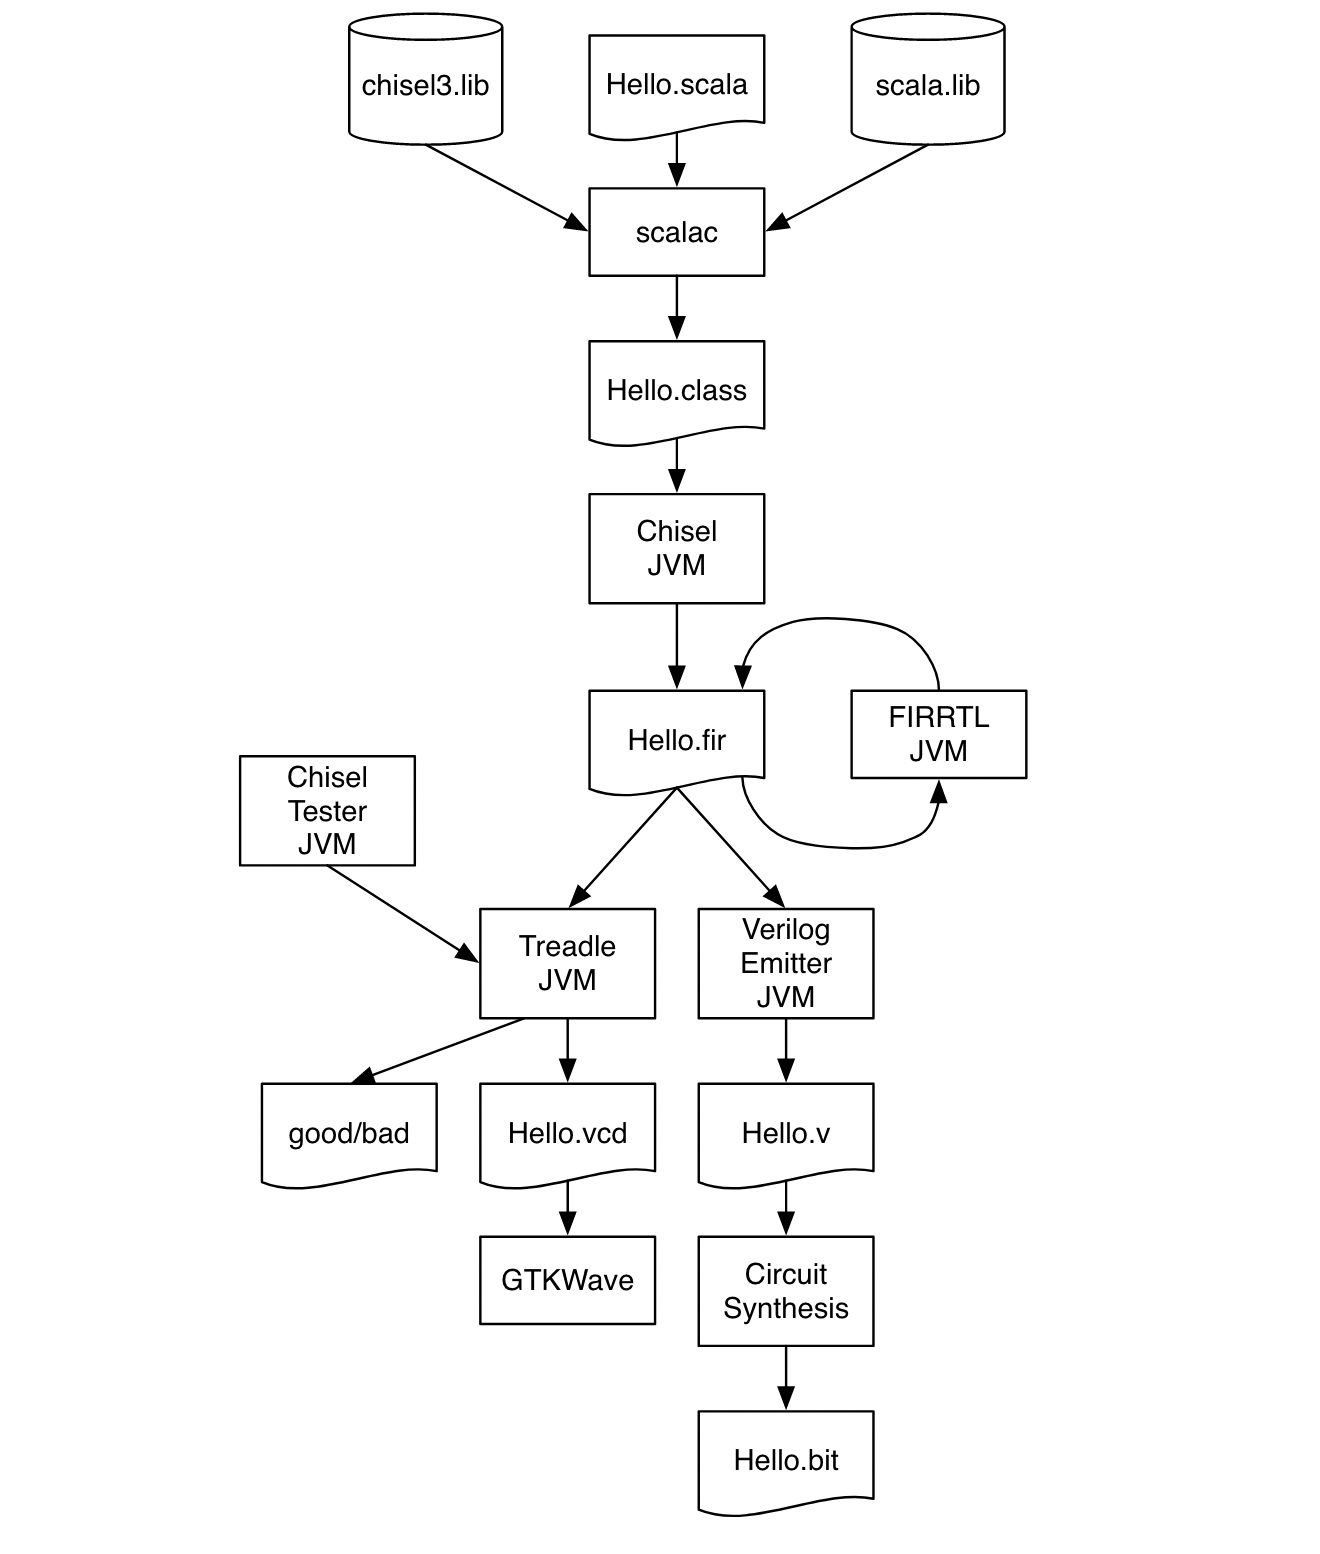 chisel3.lib
Hello.scala
scala.lib
scalac
Hello.class
Chisel
JVM
Hello.fir
FIRRTL
JVM
Chisel
Tester
JVM
Treadle
JVM
Verilog
Emitter
JVM
good/bad
Hello.vcd
Hello.v
GTKWave
Circuit
Synthesis
Hello.bit